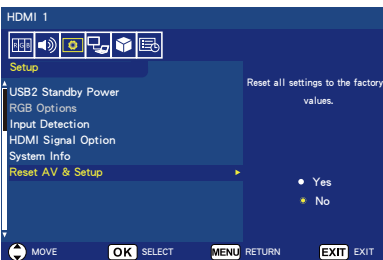 HDMI 1
RGB
Setup
USB2 Standby Power
RGB Options
Input Detection
HDMI Signal Option
System Info
Reset AV & Setup
Reset all settings to the factory
values.
Yes
No
MOVE OK SELECT MENU RETURN EXIT EXIT